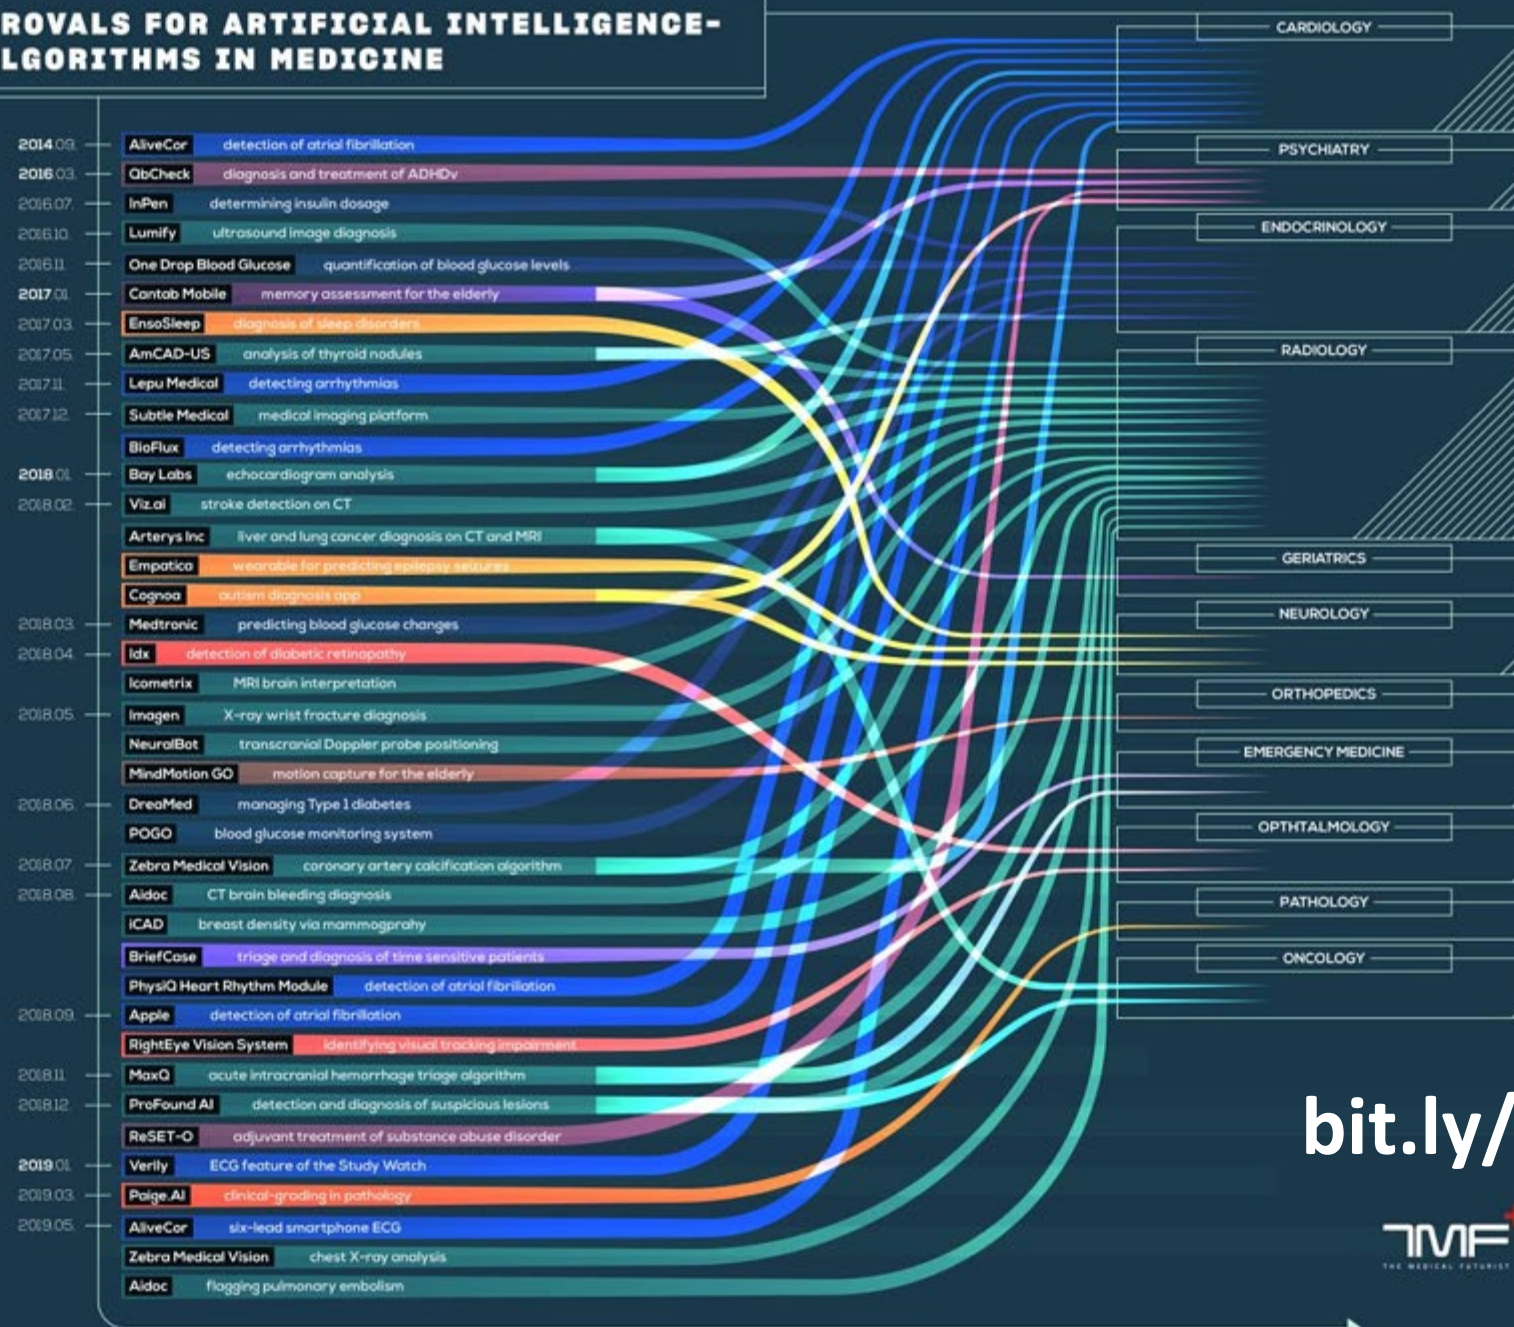 ROVALS FOR ARTIFICIAL INTELLIGENCE-
LGORITHMS IN MEDICINE
2014.09. AliveCor detection of atrial fibrillation
2016.03. QbCheck diagnosis and treatment of ADHDv
2016.07. InPen determining insulin dosage
2016.10. Lumify ultrasound image diagnosis
2016.11. One Drop Blood Glucose quantification of blood glucose levels
2017.01. Cantab Mobile memory assessment for the elderly
2017.03. EnsoSleep diagnosis of sleep disorders
2017.05. AmCAD-US analysis of thyroid nodules
2017.11. Lepu Medical detecting arrhythmias
2017.12. Subtle Medical medical imaging platform
BioFlux detecting arrhythmias
2018.01. Bay Labs echocardiogram analysis
2018.02. Viz.ai stroke detection on CT
Arterys Inc liver and lung cancer diagnosis on CT and MRI
Empatica wearable for predicting epilepsy seizures
Cognoa autism diagnosis app
2018.03. Medtronic predicting blood glucose changes
2018.04. Idx detection of diabetic retinopathy
Icometrix MRI brain interpretation
2018.05. Imagen X-ray wrist fracture diagnosis
NeuralBot transcranial Doppler probe positioning
MindMotion GO motion capture for the elderly
2018.06. DreaMed managing Type 1 diabetes
POGO blood glucose monitoring system
2018.07. Zebra Medical Vision coronary artery calcification algorithm
2018.08. Aidoc CT brain bleeding diagnosis
iCAD breast density via mammogprahy
BriefCase triage and diagnosis of time sensitive patients
PhysiQ Heart Rhythm Module detection of atrial fibrillation
2018.09. Apple detection of atrial fibrillation
RightEye Vision System identifying visual tracking impairment
2018.11. MaxQ acute intracranial hemorrhage triage algorithm
2018.12. ProFound AI detection and diagnosis of suspicious lesions
ReSET-O adjuvant treatment of substance abuse disorder
2019.01. Verily ECG feature of the Study Watch
2019.03. Paige.AI clinical-grading in pathology
2019.05. AliveCor six-lead smartphone ECG
Zebra Medical Vision chest X-ray analysis
Aidoc flagging pulmonary embolism
CARDIOLOGY
PSYCHIATRY
ENDOCRINOLOGY
RADIOLOGY
GERIATRICS
NEUROLOGY
ORTHOPEDICS
EMERGENCY MEDICINE
OPTHTALMOLOGY
PATHOLOGY
ONCOLOGY
bit.ly/
TMF
THE MEDICAL FUTURIST